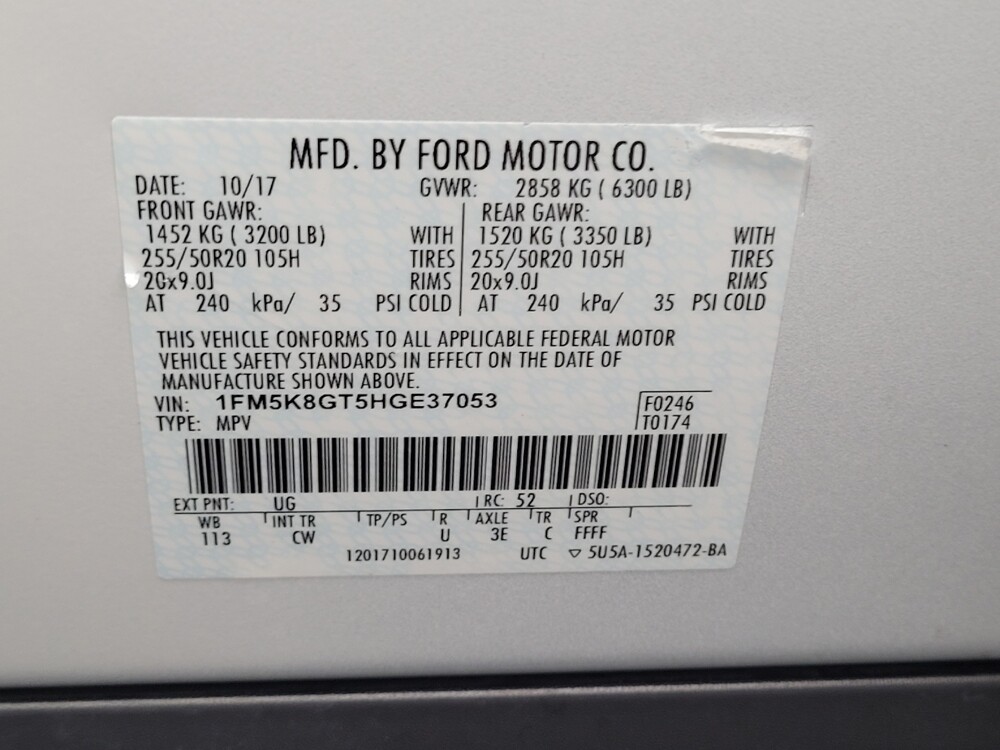 MFD. BY FORD MOTOR CO.
DATE: 10/17 GVWR: 2858 KG ( 6300 LB)
FRONT GAWR: REAR GAWR:
1452 KG ( 3200 LB) WITH 1520 KG ( 3350 LB) WITH
255/50R20 105H TIRES 255/50R20 105H TIRES
20x9.0J RIMS 20x9.0J RIMS
AT 240 kPa/ 35 PSI COLD AT 240 kPa/ 35 PSI COLD
THIS VEHICLE CONFORMS TO ALL APPLICABLE FEDERAL MOTOR
VEHICLE SAFETY STANDARDS IN EFFECT ON THE DATE OF
MANUFACTURE SHOWN ABOVE.
VIN: 1FM5K8GT5HGE37053 F0246
TYPE: MPV T0174
EXT PNT: UG RC: 52 DSO:
WB INT TR TP/PS R AXLE TR SPR
113 CW U 3E C FFFF
1201710061913 UTC ▽ 5U5A-1520472-BA